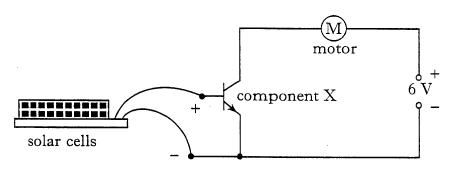 M
motor
+
6 V
−
component X
+
solar cells
−